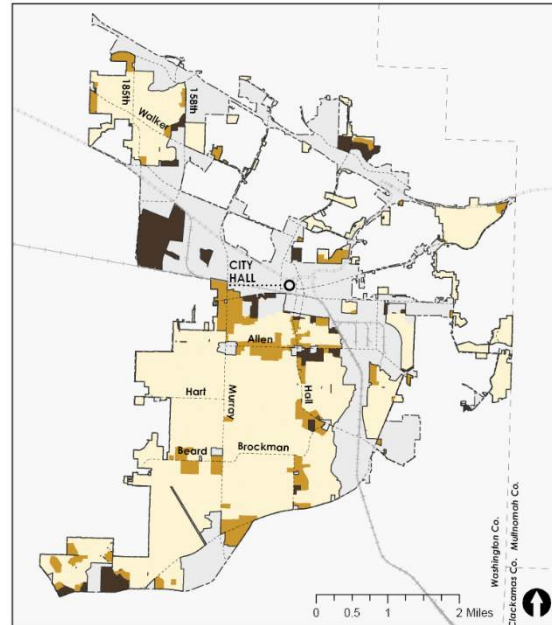 185th
158th
Walker
CITY
HALL
Allen
Hart
Murray
Hall
Beard
Brockman
Washington Co.
Clackamas Co. Multnomah Co.
0 0.5 1 2 Miles